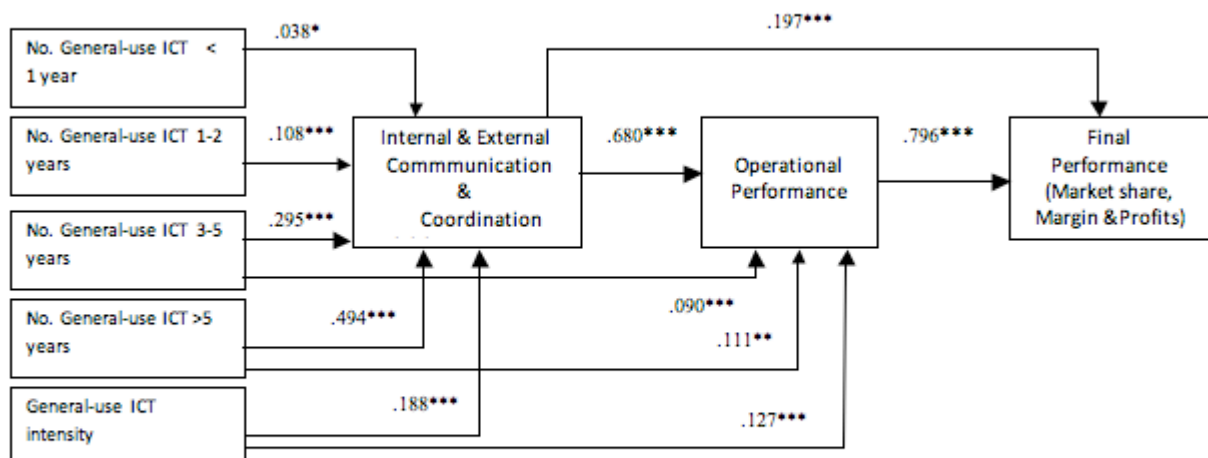 .038*
.197***
No. General-use ICT <
1 year
No. General-use ICT 1-2
years
.108***
Internal & External
Commmunication
&
Coordination
.680***
Operational
Performance
.796***
Final
Performance
(Market share,
Margin &Profits)
No. General-use ICT 3-5
years
.295***
No. General-use ICT >5
years
.494***
.090***
.111**
General-use ICT
intensity
.188***
.127***